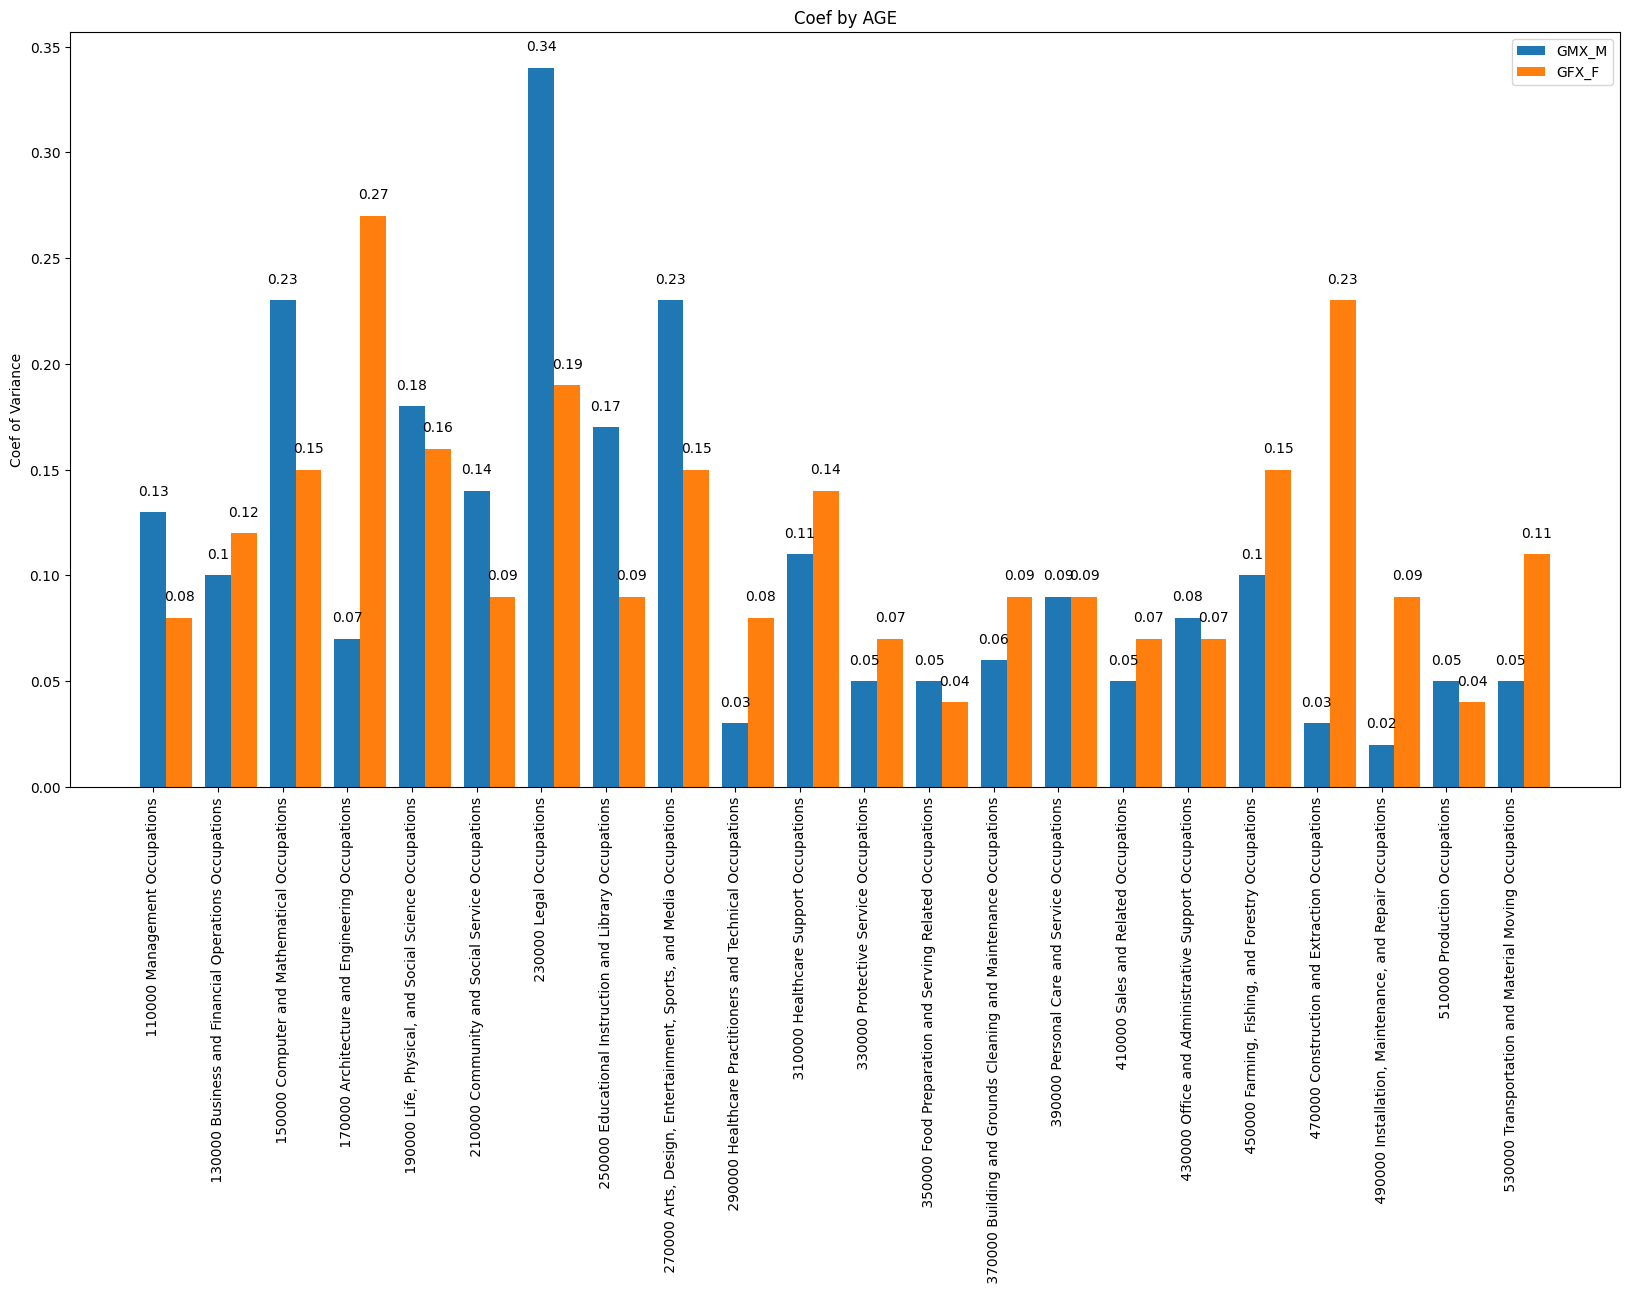 Coef by AGE
GMX_M
GFX_F
Coef of Variance
0.35
0.30
0.25
0.20
0.15
0.10
0.05
0.00
0.13
0.08
0.1
0.12
0.23
0.15
0.07
0.27
0.18
0.16
0.14
0.09
0.34
0.19
0.17
0.09
0.23
0.15
0.03
0.08
0.11
0.14
0.05
0.07
0.05
0.04
0.06
0.09
0.09
0.09
0.05
0.07
0.08
0.07
0.1
0.15
0.03
0.23
0.02
0.09
0.05
0.04
0.05
0.11
110000 Management Occupations
130000 Business and Financial Operations Occupations
150000 Computer and Mathematical Occupations
170000 Architecture and Engineering Occupations
190000 Life, Physical, and Social Science Occupations
210000 Community and Social Service Occupations
230000 Legal Occupations
250000 Educational Instruction and Library Occupations
270000 Arts, Design, Entertainment, Sports, and Media Occupations
290000 Healthcare Practitioners and Technical Occupations
310000 Healthcare Support Occupations
330000 Protective Service Occupations
350000 Food Preparation and Serving Related Occupations
370000 Building and Grounds Cleaning and Maintenance Occupations
390000 Personal Care and Service Occupations
410000 Sales and Related Occupations
430000 Office and Administrative Support Occupations
450000 Farming, Fishing, and Forestry Occupations
470000 Construction and Extraction Occupations
490000 Installation, Maintenance, and Repair Occupations
510000 Production Occupations
530000 Transportation and Material Moving Occupations